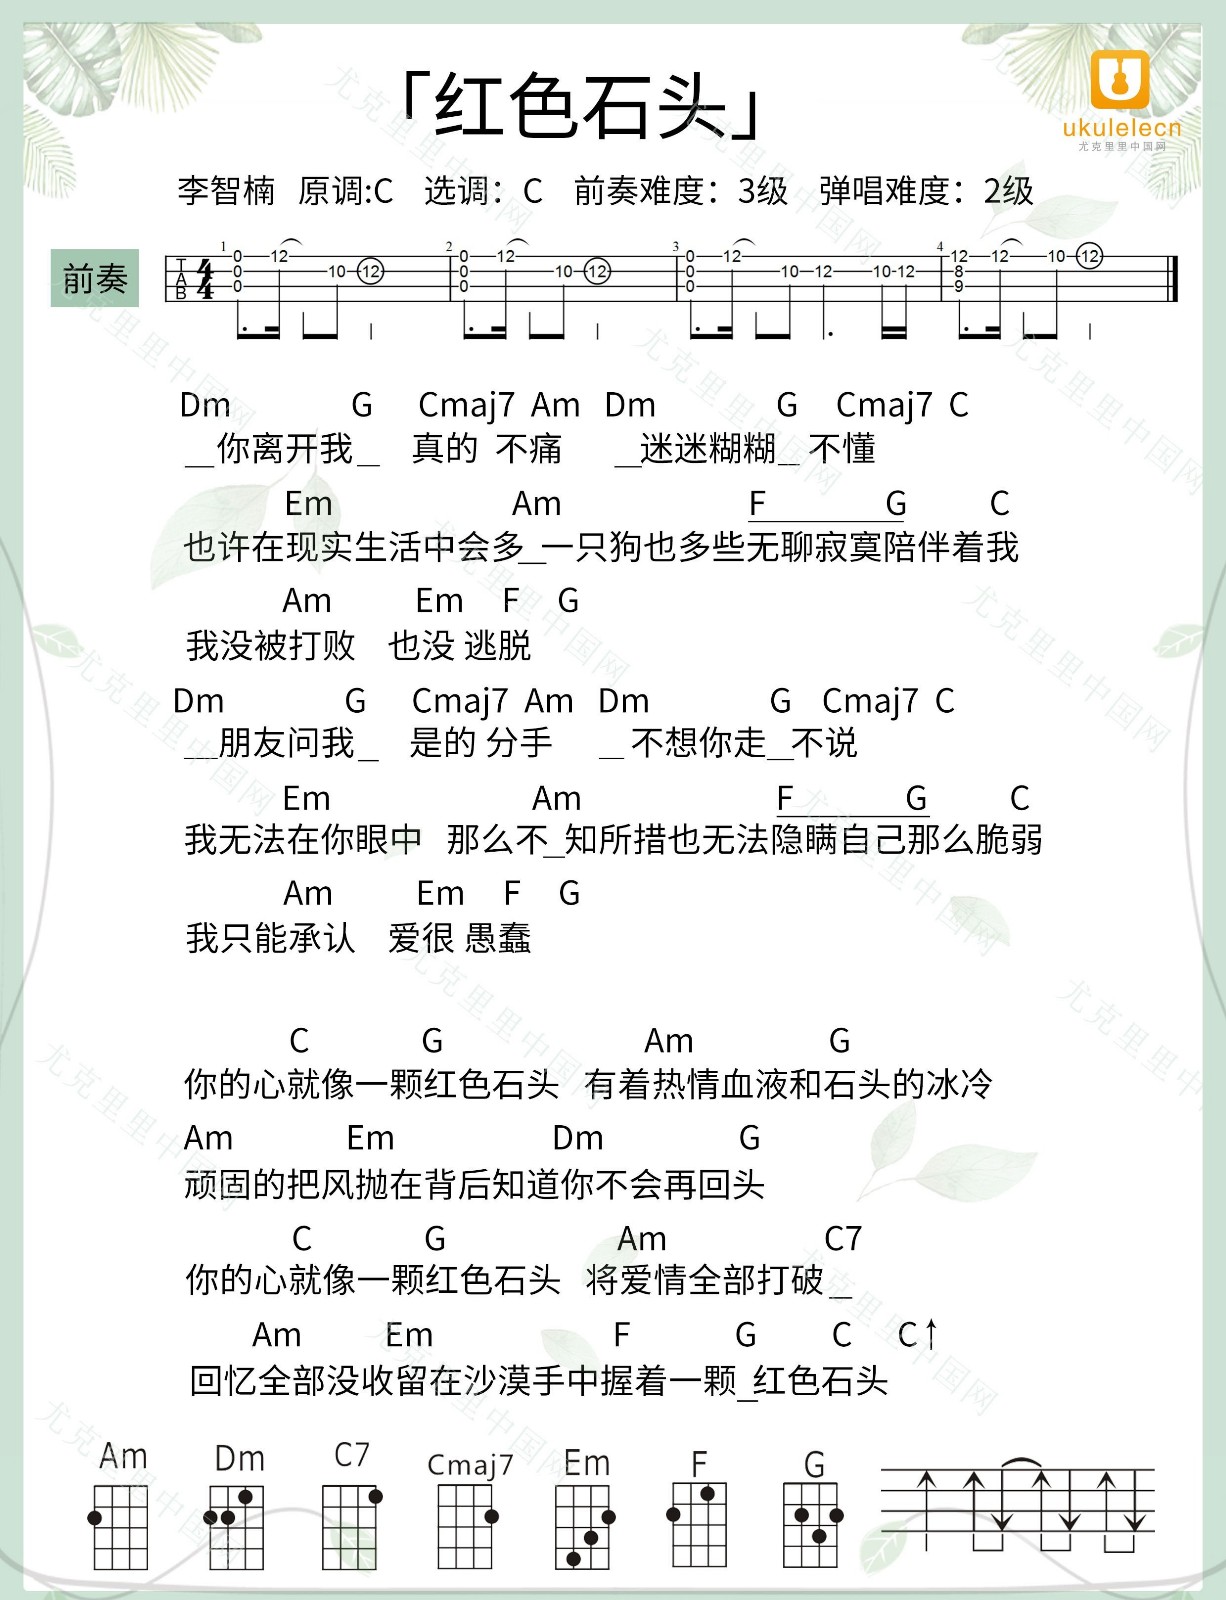 「红色石头」
ukulelecn
尤克里里中国网
李智楠 原调:C 选调：C 前奏难度：3级 弹唱难度：2级
前奏
1 2 3 4
T A B 4 4 0 0 0 12 10 12 0 0 0 12 10 12 0 0 0 12 10 12 10 12 12 8 9 12 10 12
Dm G Cmaj7 Am Dm G Cmaj7 C
__你离开我__ 真的 不痛 __迷迷糊糊__ 不懂
Em Am F G C
也许在现实生活中会多__一只狗也多些无聊寂寞陪伴着我
Am Em F G
我没被打败 也没 逃脱
Dm G Cmaj7 Am Dm G Cmaj7 C
__朋友问我__ 是的 分手 __ 不想你走__不说
Em Am F G C
我无法在你眼中 那么不__知所措也无法隐瞒自己那么脆弱
Am Em F G
我只能承认 爱很 愚蠢
C G Am G
你的心就像一颗红色石头 有着热情血液和石头的冰冷
Am Em Dm G
顽固的把风抛在背后知道你不会再回头
C G Am C7
你的心就像一颗红色石头 将爱情全部打破__
Am Em F G C C↑
回忆全部没收留在沙漠手中握着一颗__红色石头
Am Dm C7 Cmaj7 Em F G